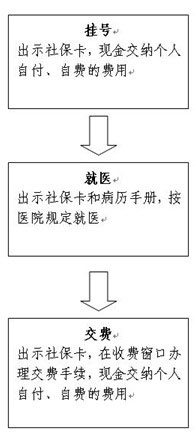 挂号
出示社保卡，现金交纳个人
自付、自费的费用
就医
出示社保卡和病历手册，按
医院规定就医
交费
出示社保卡，在收费窗口办
理交费手续，现金交纳个人
自付、自费的费用